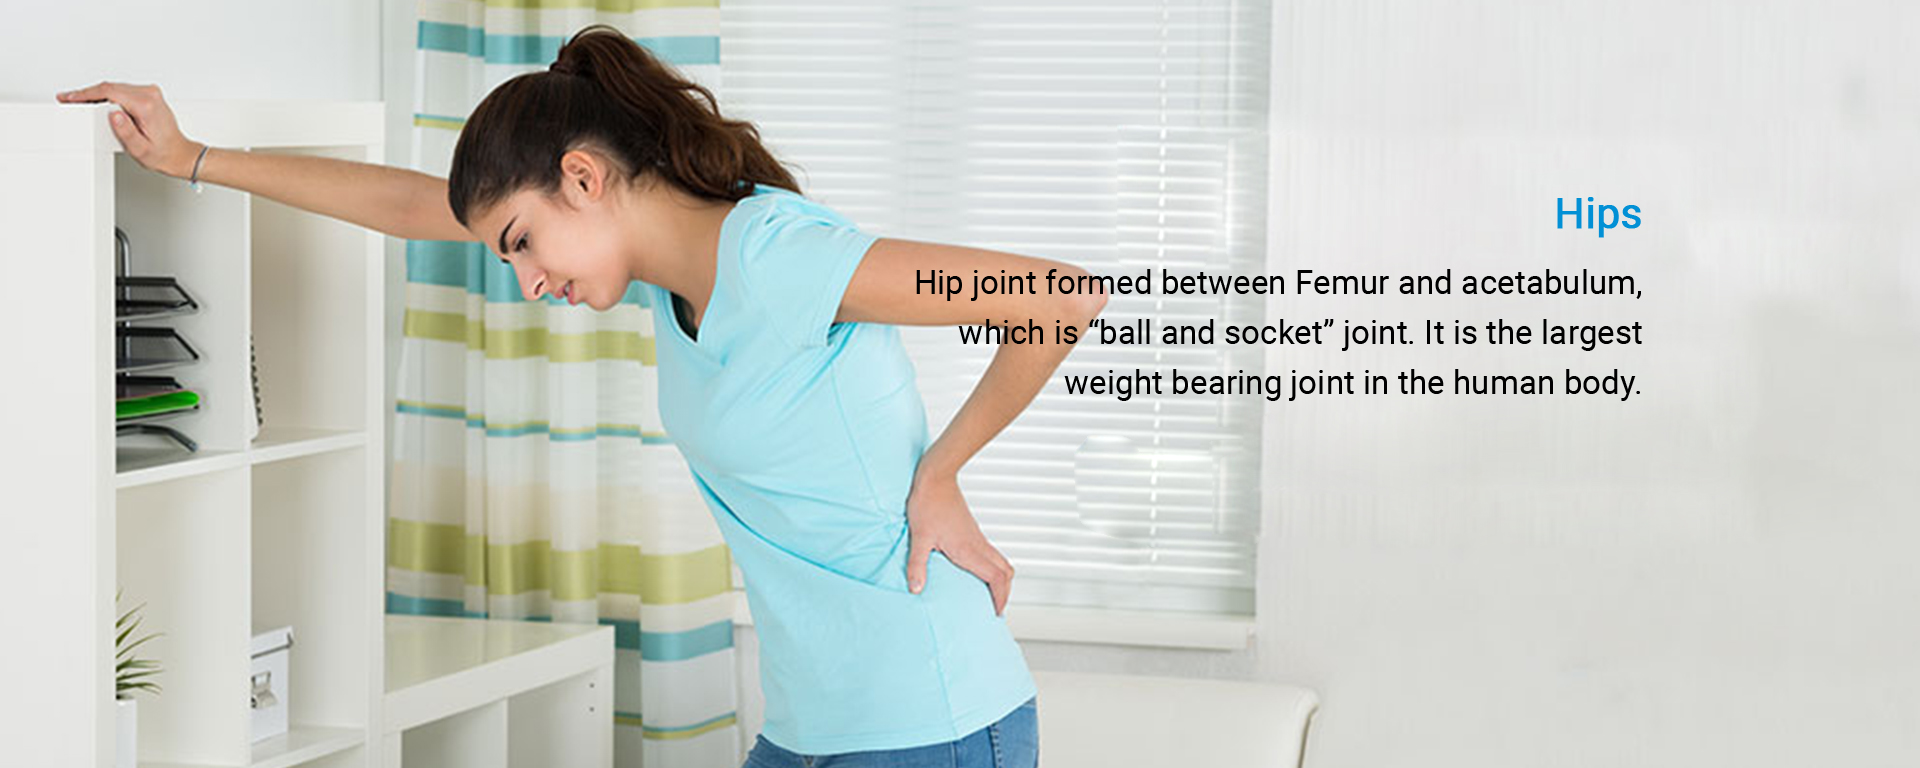 Hips
Hip joint formed between Femur and acetabulum,
which is “ball and socket” joint. It is the largest
weight bearing joint in the human body.